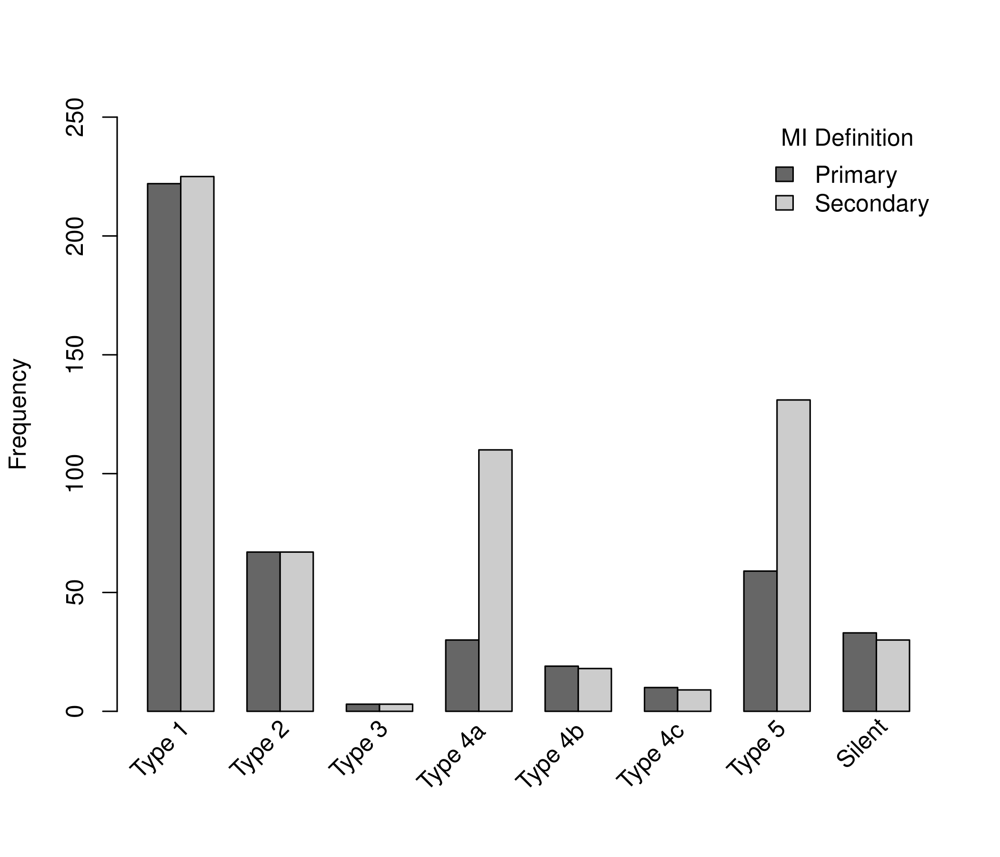 MI Definition
Primary
Secondary
Frequency
250
200
150
100
50
0
Type 1
Type 2
Type 3
Type 4a
Type 4b
Type 4c
Type 5
Silent